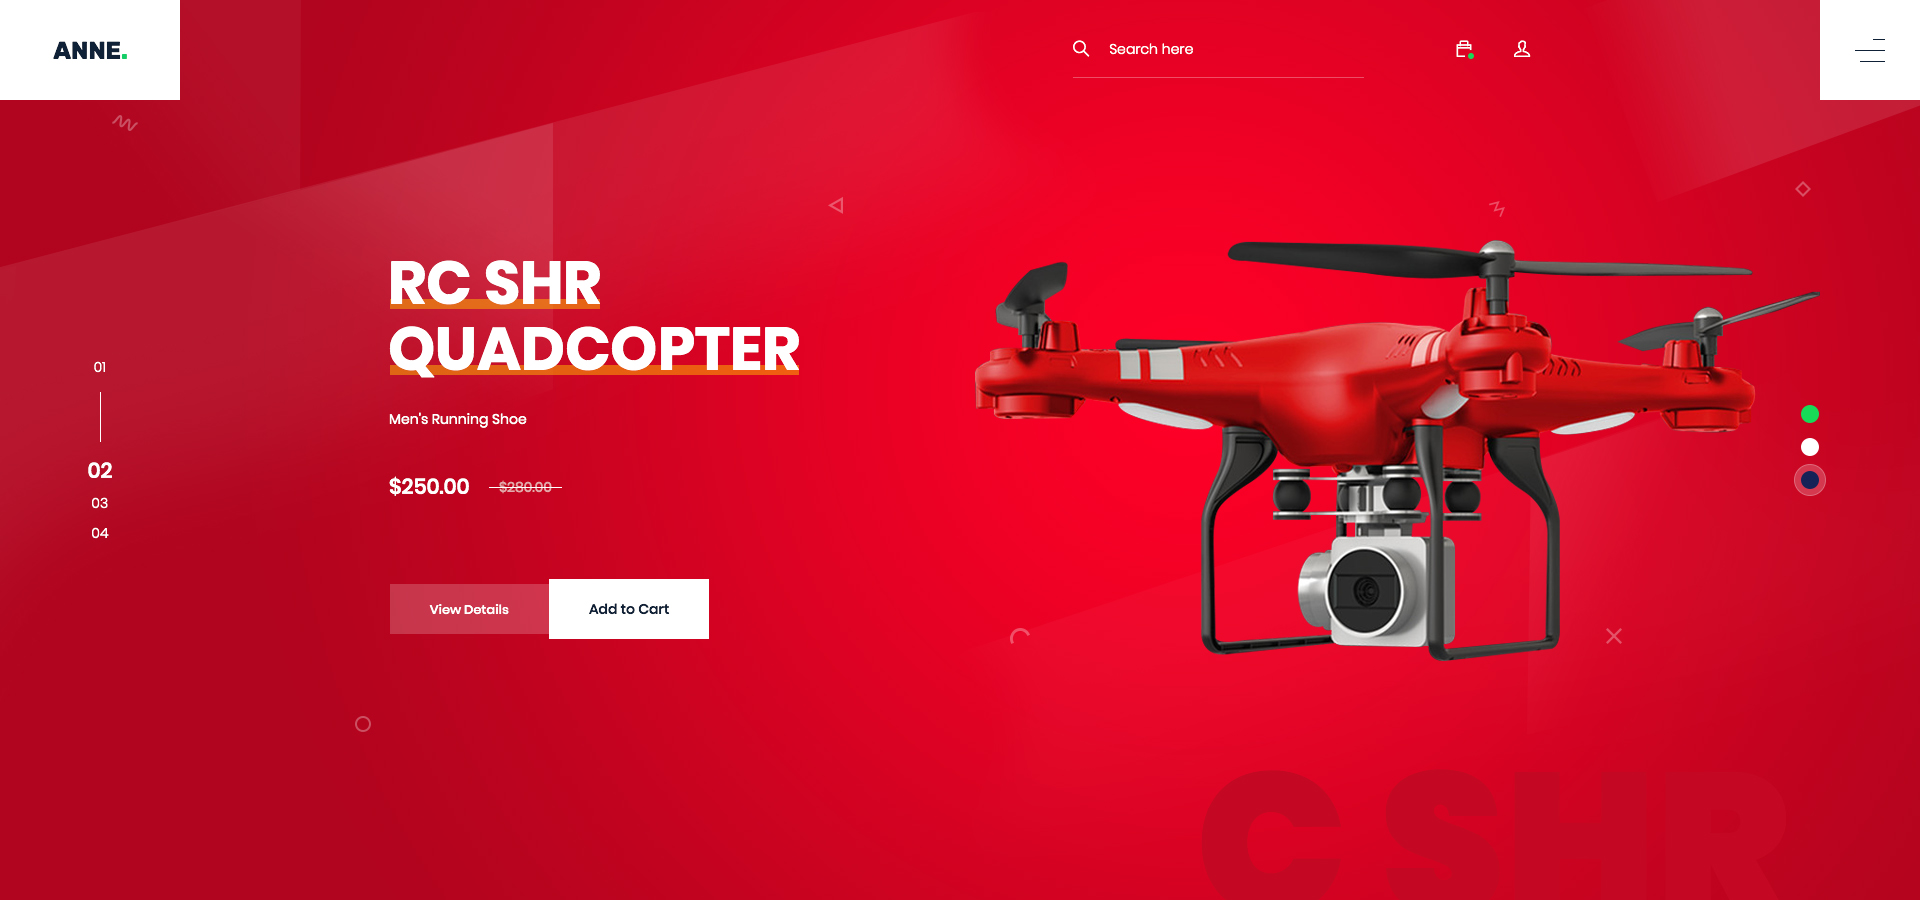 ANNE.
Search here
RC SHR
QUADCOPTER
Men's Running Shoe
$250.00 $280.00
View Details
Add to Cart
01
02
03
04
C SHR